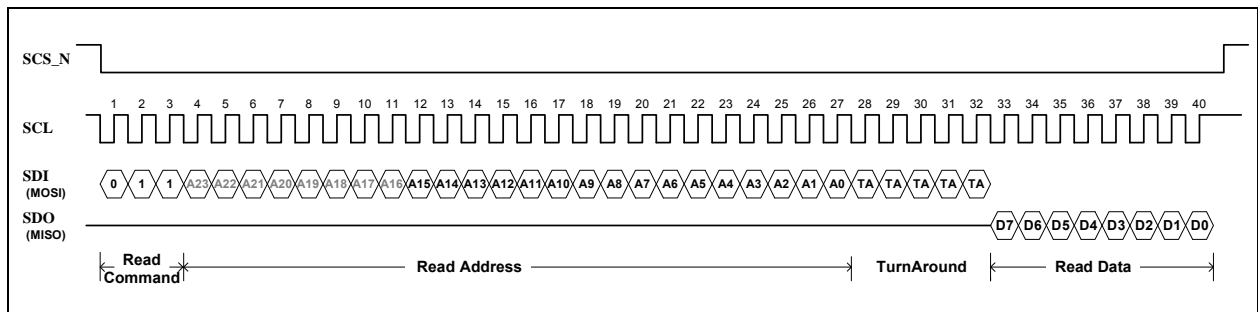 SCS_N
1 2 3 4 5 6 7 8 9 10 11 12 13 14 15 16 17 18 19 20 21 22 23 24 25 26 27 28 29 30 31 32 33 34 35 36 37 38 39 40
SCL
SDI
(MOSI)
0 1 1 A23 A22 A21 A20 A19 A18 A17 A16 A15 A14 A13 A12 A11 A10 A9 A8 A7 A6 A5 A4 A3 A2 A1 A0 TA TA TA TA TA
SDO
(MISO)
D7 D6 D5 D4 D3 D2 D1 D0
Read
Command
Read Address
TurnAround
Read Data